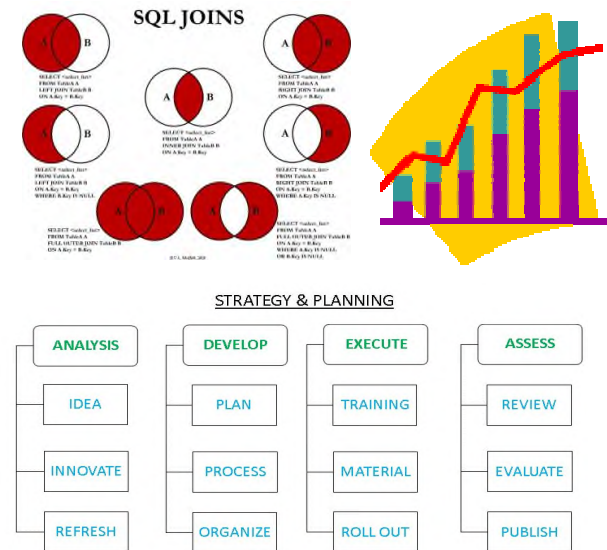 SQL JOINS
A B
SELECT <select_list>
FROM TableA A
LEFT JOIN TableB B
ON A.Key = B.Key
A B
SELECT <select_list>
FROM TableA A
RIGHT JOIN TableB B
ON A.Key = B.Key
A B
SELECT <select_list>
FROM TableA A
INNER JOIN TableB B
ON A.Key = B.Key
A B
SELECT <select_list>
FROM TableA A
LEFT JOIN TableB B
ON A.Key = B.Key
WHERE B.Key IS NULL
A B
SELECT <select_list>
FROM TableA A
RIGHT JOIN TableB B
ON A.Key = B.Key
WHERE A.Key IS NULL
A B
SELECT <select_list>
FROM TableA A
FULL OUTER JOIN TableB B
ON A.Key = B.Key
A B
SELECT <select_list>
FROM TableA A
FULL OUTER JOIN TableB B
ON A.Key = B.Key
WHERE A.Key IS NULL
OR B.Key IS NULL
STRATEGY & PLANNING
ANALYSIS DEVELOP EXECUTE ASSESS
IDEA PLAN TRAINING REVIEW
INNOVATE PROCESS MATERIAL EVALUATE
REFRESH ORGANIZE ROLL OUT PUBLISH